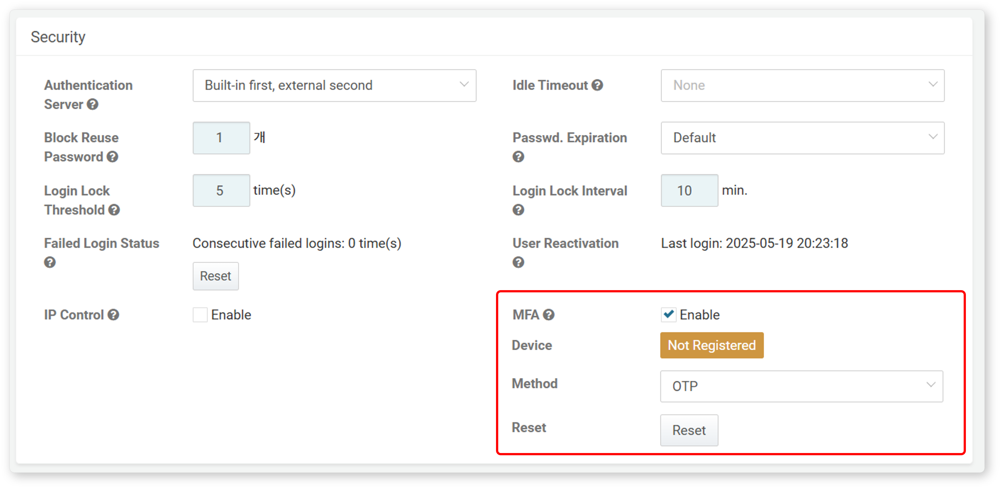 Security
Authentication
Server
Built-in first, external second
Idle Timeout
None
Block Reuse
Password
1 개
Passwd. Expiration
Default
Login Lock
Threshold
5 time(s)
Login Lock Interval
10 min.
Failed Login Status
Consecutive failed logins: 0 time(s)
Reset
User Reactivation
Last login: 2025-05-19 20:23:18
IP Control
Enable
MFA
Enable
Device
Not Registered
Method
OTP
Reset
Reset